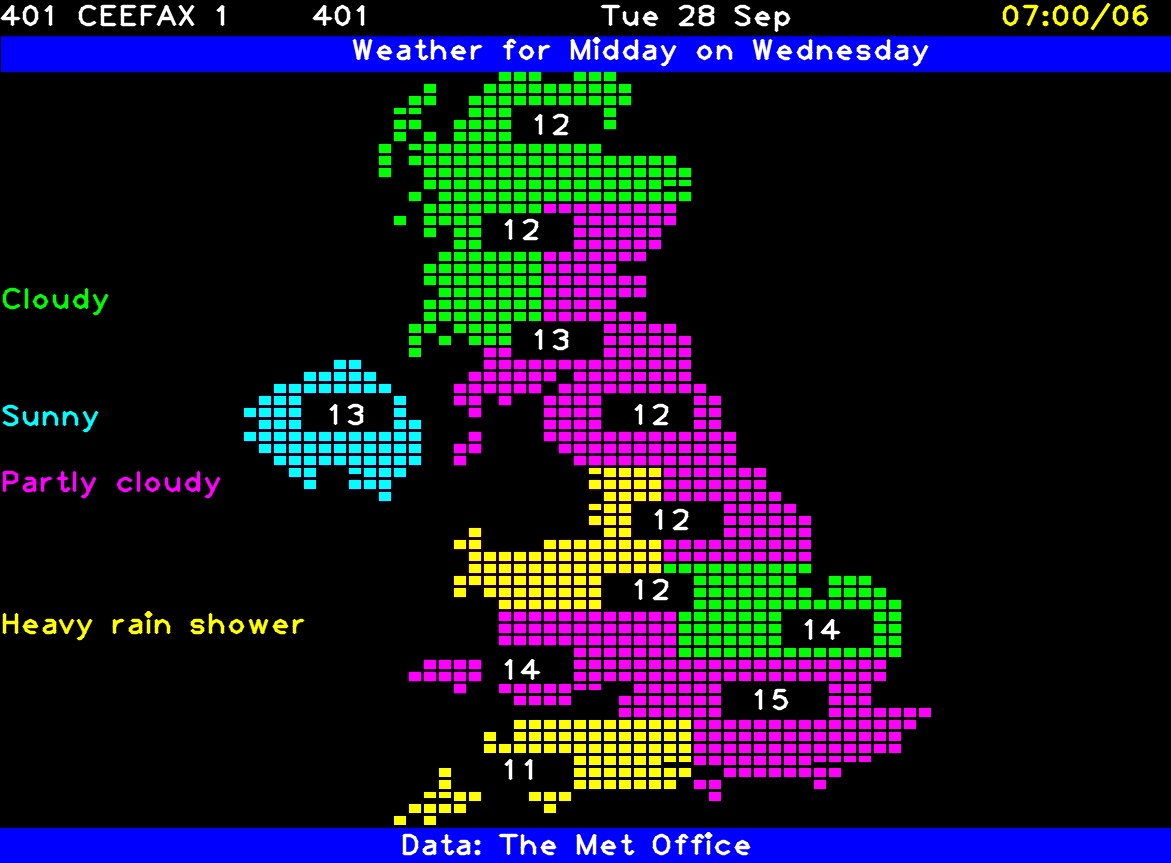 401 CEEFAX 1 401 Tue 28 Sep 07:00/06
Weather for Midday on Wednesday
12
12
Cloudy
13
Sunny 13 12
Partly cloudy
12
12
Heavy rain shower 14
14
15
11
Data: The Met Office